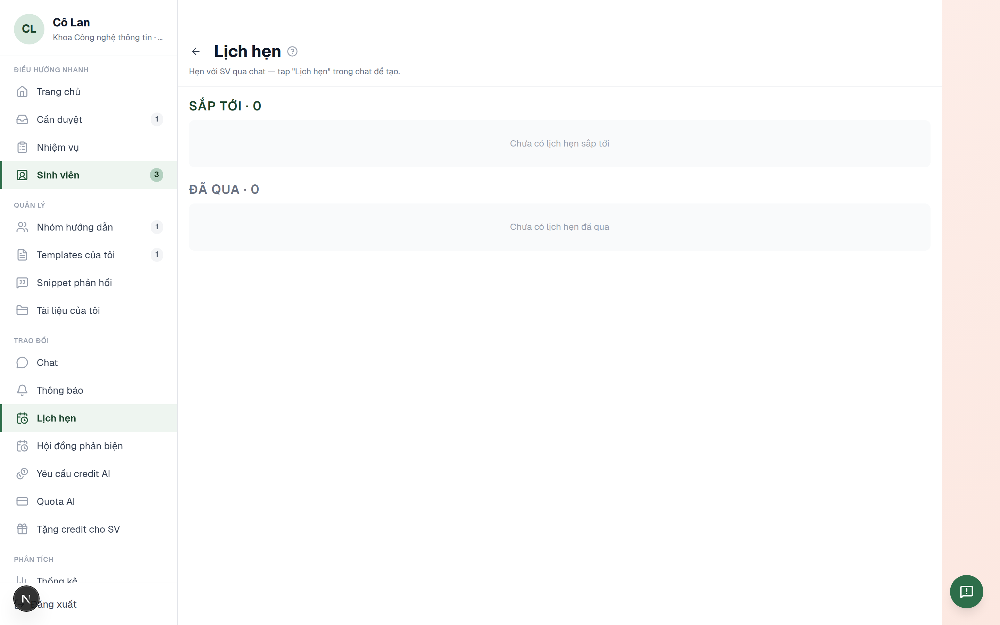 CL
Cô Lan
Khoa Công nghệ thông tin · ...
ĐIỀU HƯỚNG NHANH
Trang chủ
Cần duyệt
1
Nhiệm vụ
Sinh viên
3
QUẢN LÝ
Nhóm hướng dẫn
1
Templates của tôi
1
Snippet phản hồi
Tài liệu của tôi
TRAO ĐỔI
Chat
Thông báo
Lịch hẹn
Hội đồng phản biện
Yêu cầu credit AI
Quota AI
Tặng credit cho SV
PHÂN TÍCH
Thống kê
N
Đăng xuất
Lịch hẹn
Hẹn với SV qua chat — tap "Lịch hẹn" trong chat để tạo.
SẮP TỚI · 0
Chưa có lịch hẹn sắp tới
ĐÃ QUA · 0
Chưa có lịch hẹn đã qua